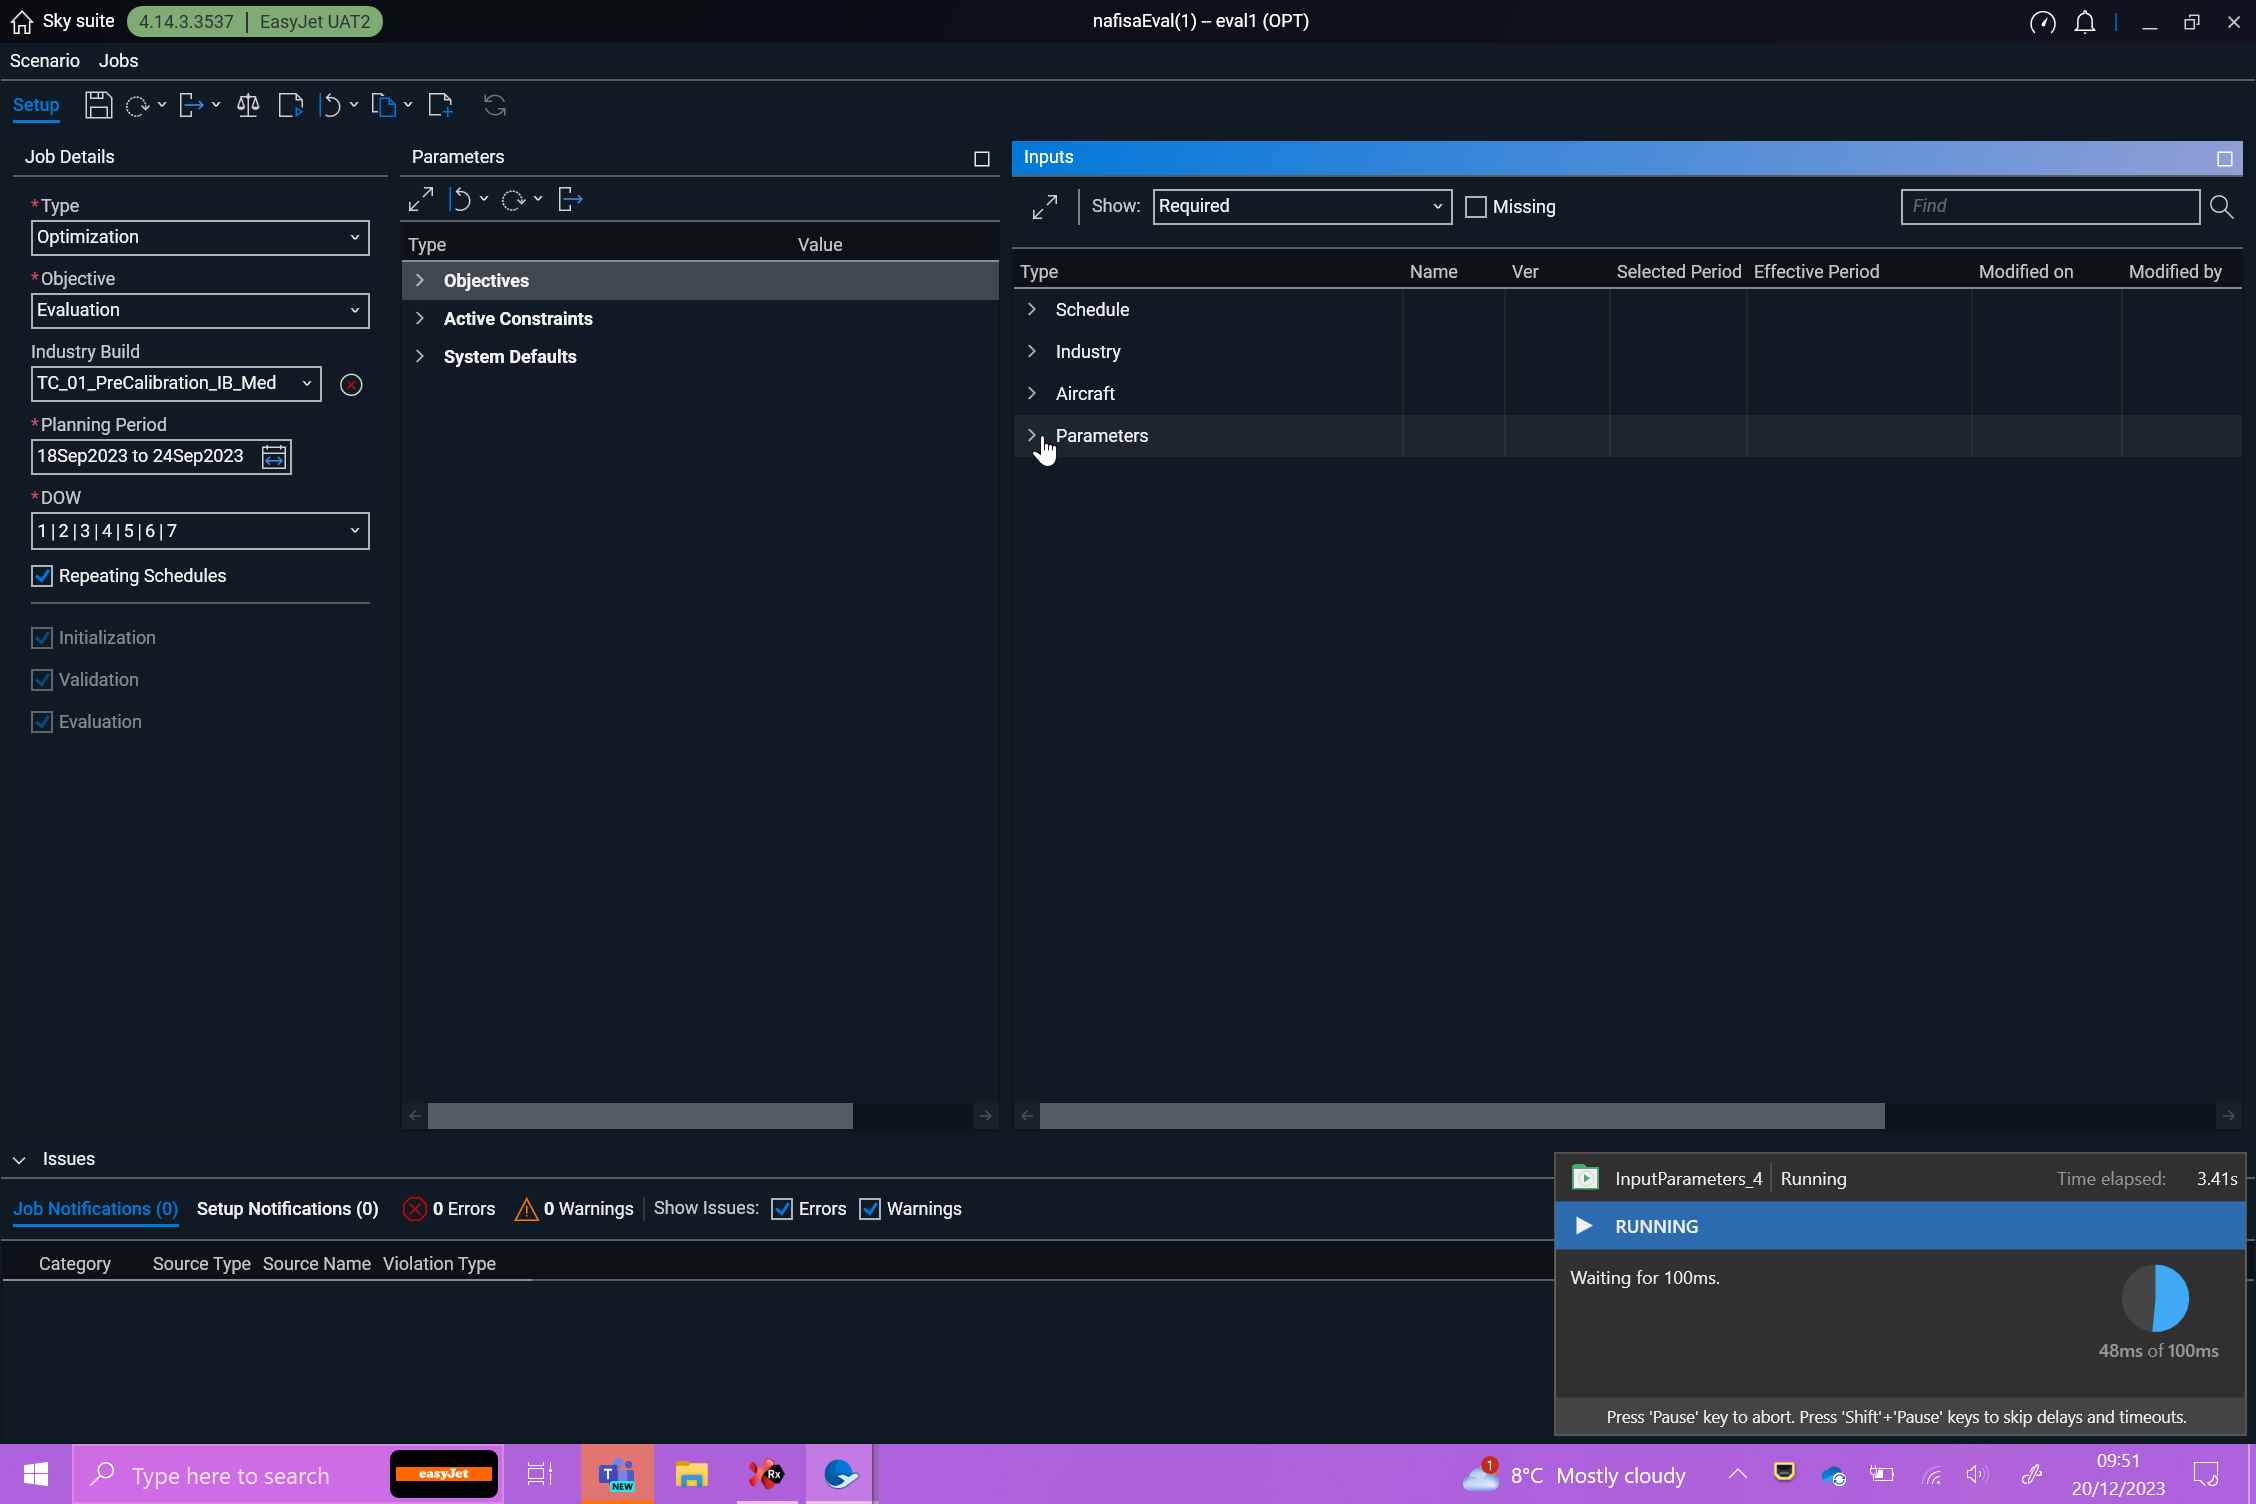 Sky suite 4.14.3.3537 | EasyJet UAT2 nafisaEval(1) -- eval1 (OPT)
Scenario Jobs
Setup
Job Details
*Type
Optimization
*Objective
Evaluation
Industry Build
TC_01_PreCalibration_IB_Med
*Planning Period
18Sep2023 to 24Sep2023
*DOW
1|2|3|4|5|6|7
Repeating Schedules
Initialization
Validation
Evaluation
Parameters
Type Value
Objectives
Active Constraints
System Defaults
Inputs
Show: Required Missing Find
Type Name Ver Selected Period Effective Period Modified on Modified by
Schedule
Industry
Aircraft
Parameters
Issues
Job Notifications (0) Setup Notifications (0) 0 Errors 0 Warnings Show Issues: Errors Warnings
Category Source Type Source Name Violation Type
InputParameters_4 Running Time elapsed: 3.41s
RUNNING
Waiting for 100ms.
48ms of 100ms
Press 'Pause' key to abort. Press 'Shift'+'Pause' keys to skip delays and timeouts.
Type here to search easyJet T NEW Rx 1 8°C Mostly cloudy 09:51
20/12/2023